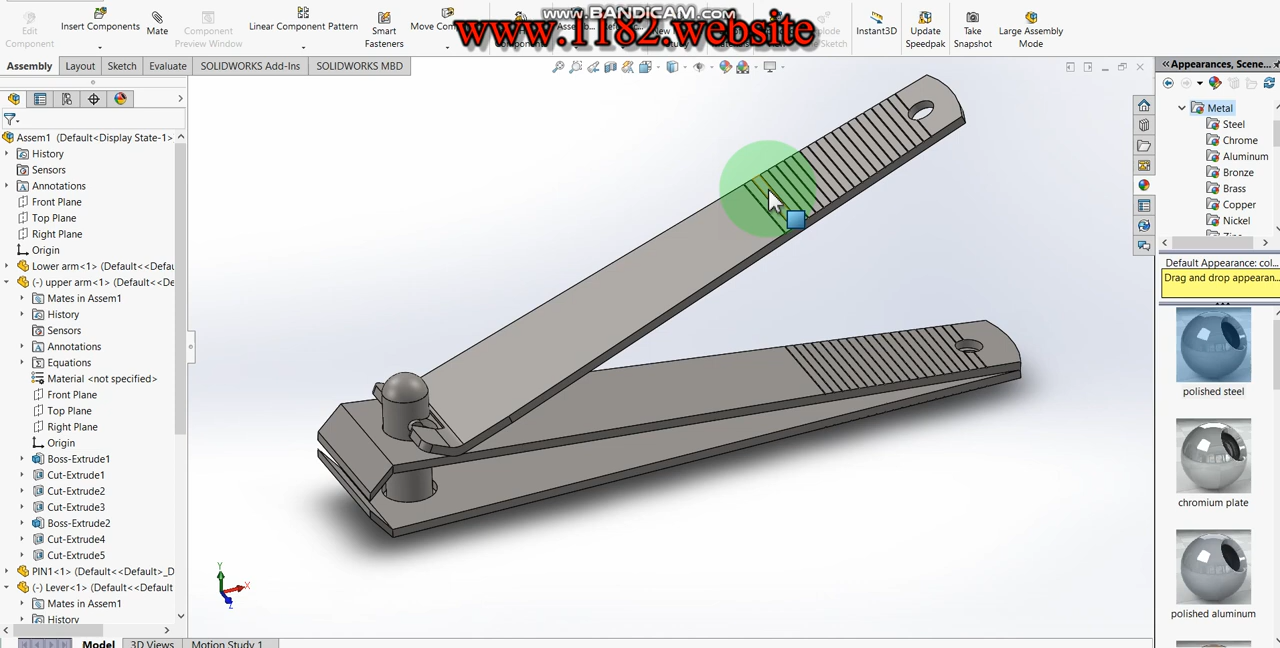 www.BANDICAM.com
www.1182.website
Edit Component
Insert Components
Mate
Component Preview Window
Linear Component Pattern
Smart Fasteners
Move Co
Instant3D
Update Speedpak
Take Snapshot
Large Assembly Mode
Assembly
Layout
Sketch
Evaluate
SOLIDWORKS Add-Ins
SOLIDWORKS MBD
Assem1 (Default<Display State-1>
History
Sensors
Annotations
Front Plane
Top Plane
Right Plane
Origin
Lower arm<1> (Default<<Defau
(-) upper arm<1> (Default<<De
Mates in Assem1
History
Sensors
Annotations
Equations
Material <not specified>
Front Plane
Top Plane
Right Plane
Origin
Boss-Extrude1
Cut-Extrude1
Cut-Extrude2
Cut-Extrude3
Boss-Extrude2
Cut-Extrude4
Cut-Extrude5
PIN1<1> (Default<<Default>_D
(-) Lever<1> (Default<<Default
Mates in Assem1
History
Model
3D Views
Motion Study 1
Y
X
Z
Appearances, Scene...
Metal
Steel
Chrome
Aluminum
Bronze
Brass
Copper
Nickel
Default Appearance: col...
Drag and drop appearan...
polished steel
chromium plate
polished aluminum